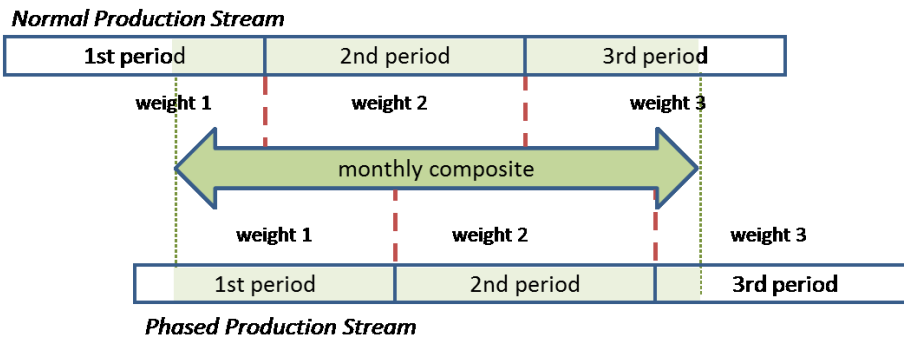 Normal Production Stream
1st period 2nd period 3rd period
weight 1 weight 2 weight 3
monthly composite
weight 1 weight 2 weight 3
1st period 2nd period 3rd period
Phased Production Stream